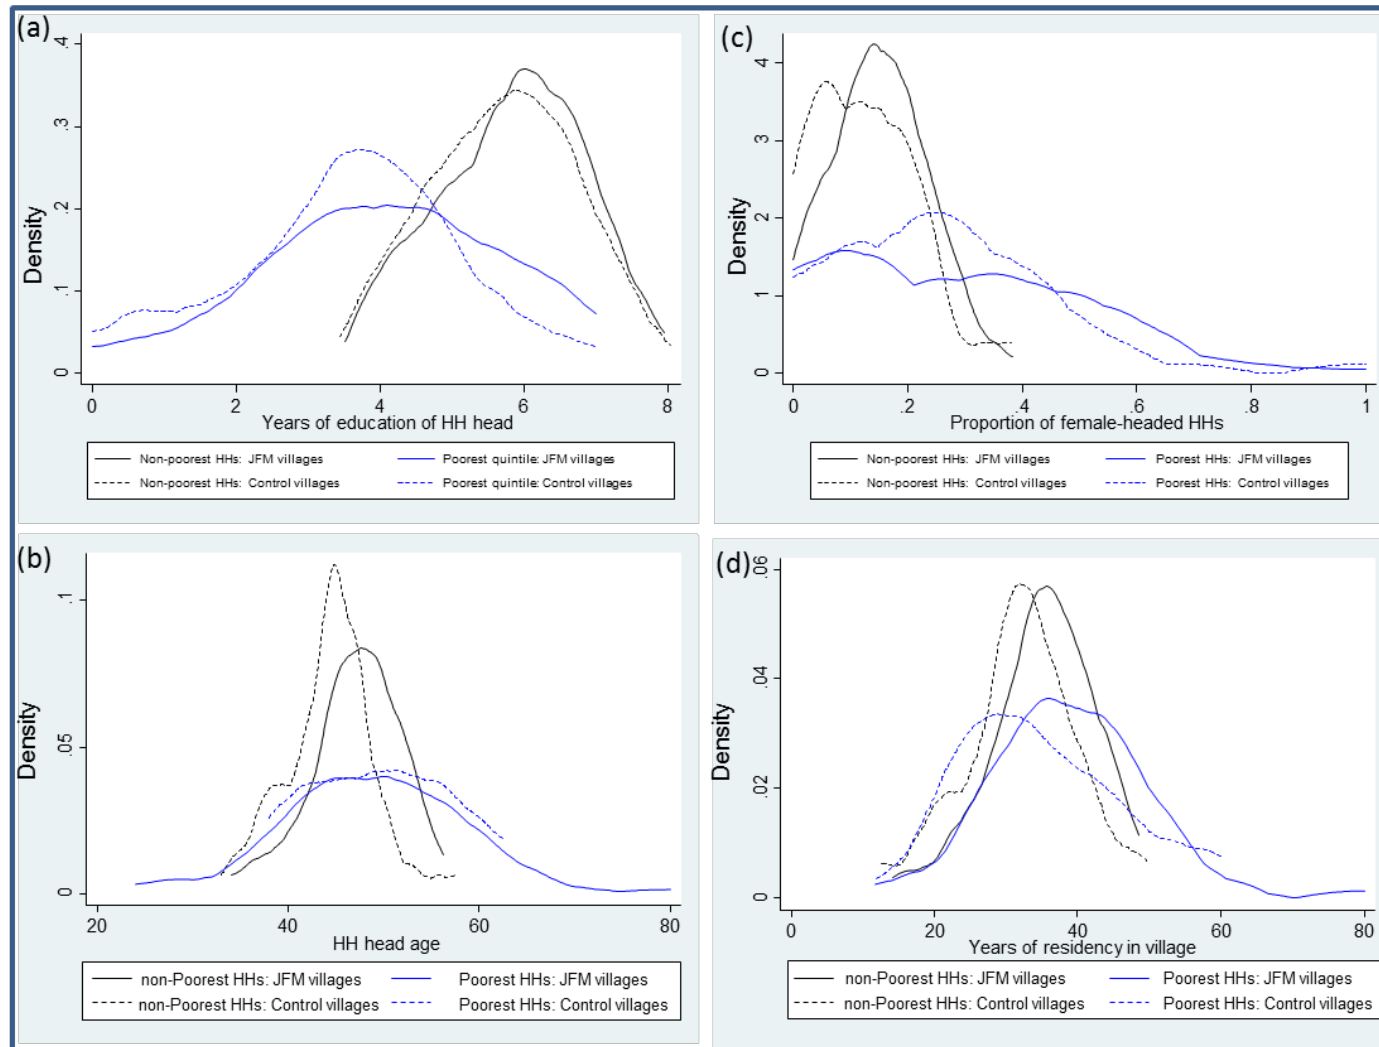 (a)
.4
.3
.2
.1
0
Density
0 2 4 6 8
Years of education of HH head
Non-poorest HHs: JFM villages Poorest quintile: JFM villages
Non-poorest HHs: Control villages Poorest quintile: Control villages
(c)
4
3
2
1
0
Density
0 .2 .4 .6 .8 1
Proportion of female-headed HHs
Non-poorest HHs: JFM villages Poorest HHs: JFM villages
Non-poorest HHs: Control villages Poorest HHs: Control villages
(b)
.1
.05
0
Density
20 40 60 80
HH head age
non-Poorest HHs: JFM villages Poorest HHs: JFM villages
non-Poorest HHs: Control villages Poorest HHs: Control villages
(d)
.06
.04
.02
0
Density
0 20 40 60 80
Years of residency in village
non-Poorest HHs: JFM villages Poorest HHs: JFM villages
non-Poorest HHs: Control villages Poorest HHs: Control villages